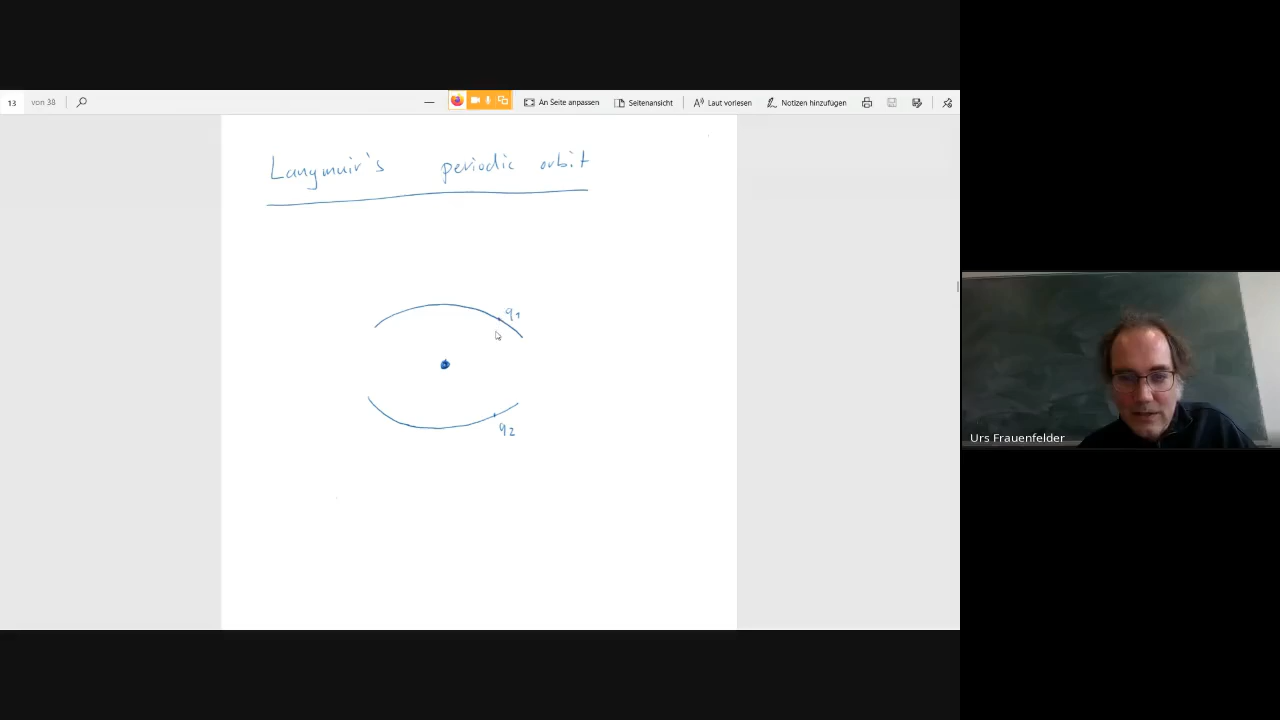 13 von 38 An Seite anpassen Seitenansicht Laut vorlesen Notizen hinzufügen
Langmuir's periodic orbit
q1
q2
Urs Frauenfelder